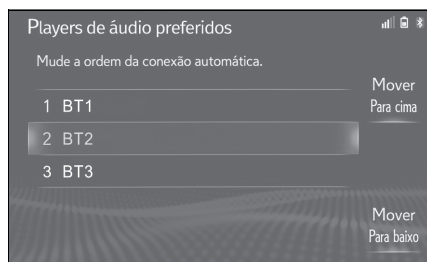 Players de áudio preferidos
Mude a ordem da conexão automática.
Mover
Para cima
1 BT1
2 BT2
3 BT3
Mover
Para baixo